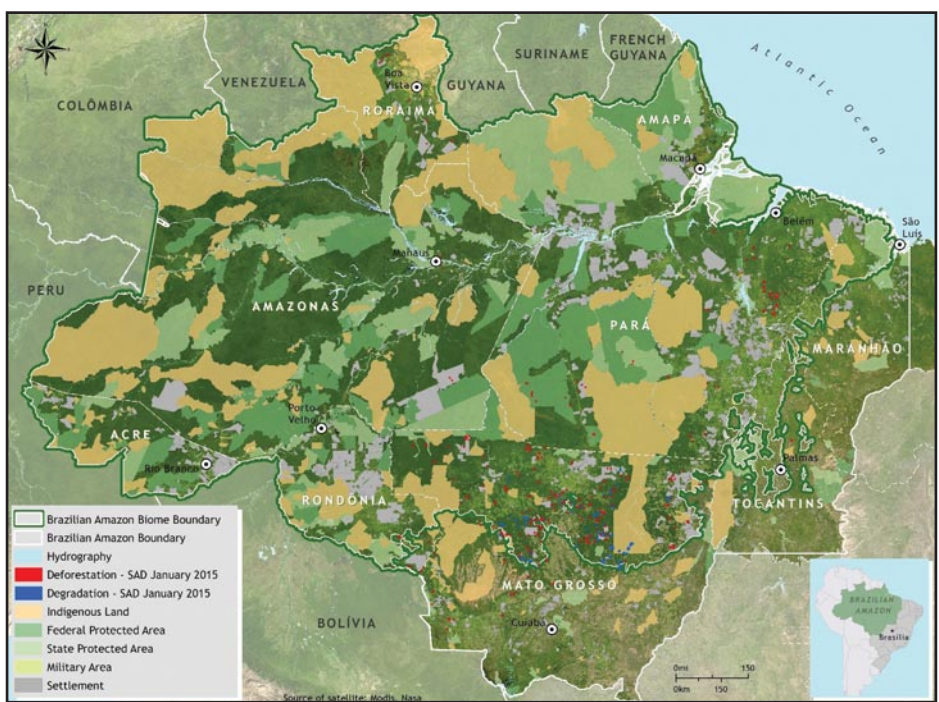 Atlantic Ocean
FRENCH
GUYANA
SURINAME
VENEZUELA
GUYANA
COLÔMBIA
Boa
Vista
RORAIMA
AMAPÁ
Macapá
Belém
São
Luís
Manaus
PERU
AMAZONAS
PARÁ
MARANHÃO
Porto
Velho
ACRE
Rio Branco
Palmas
RONDÔNIA
TOCANTINS
MATO GROSSO
BOLÍVIA
Cuiabá
Brazilian Amazon Biome Boundary
Brazilian Amazon Boundary
Hydrography
Deforestation - SAD January 2015
Degradation - SAD January 2015
Indigenous Land
Federal Protected Area
State Protected Area
Military Area
Settlement
Source of satellite: Modis, Nasa
0mi 150
0km 150
BRAZILIAN
AMAZON
Brasília